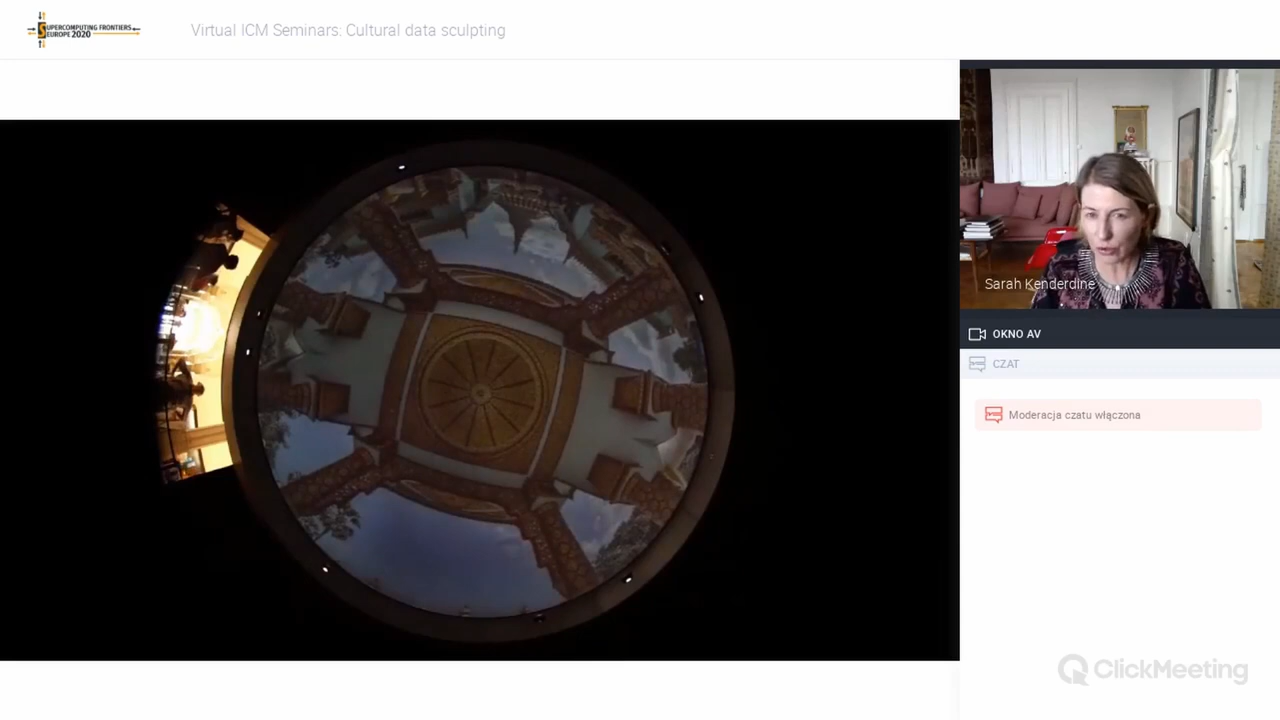 SUPERCOMPUTING FRONTIERS
EUROPE 2020
Virtual ICM Seminars: Cultural data sculpting
Sarah Kenderdine
OKNO AV
CZAT
Moderacja czatu włączona
ClickMeeting